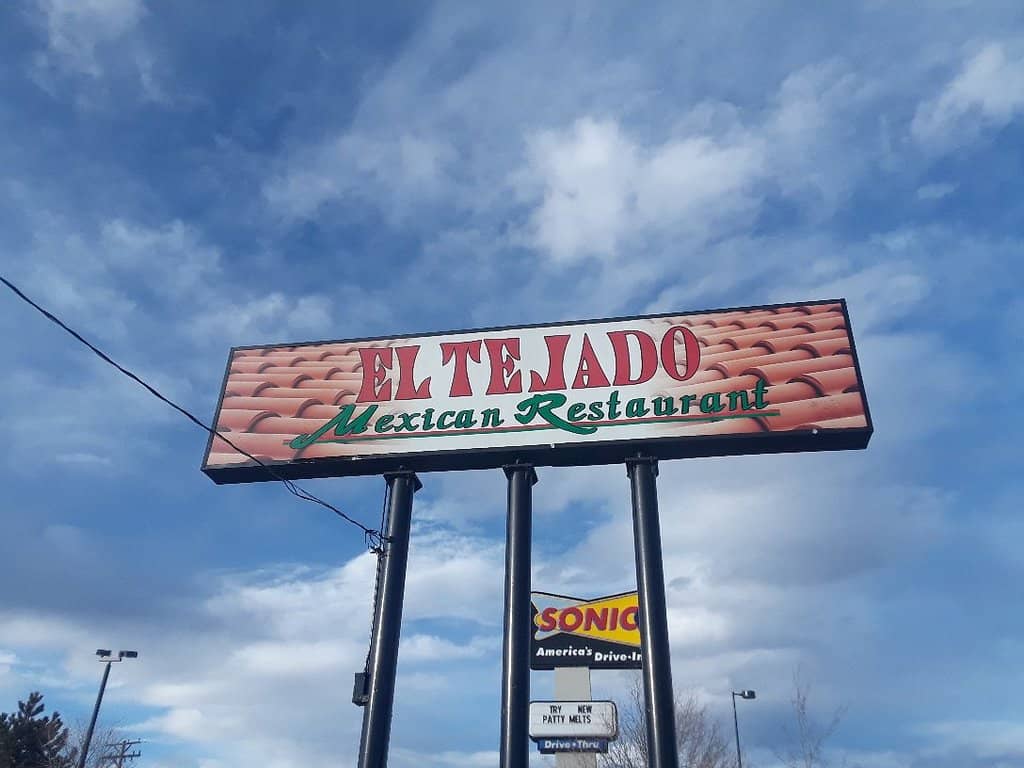 EL TEJADO
Mexican Restaurant
SONIC
America's Drive-In
TRY NEW
PATTY MELTS
Drive-Thru